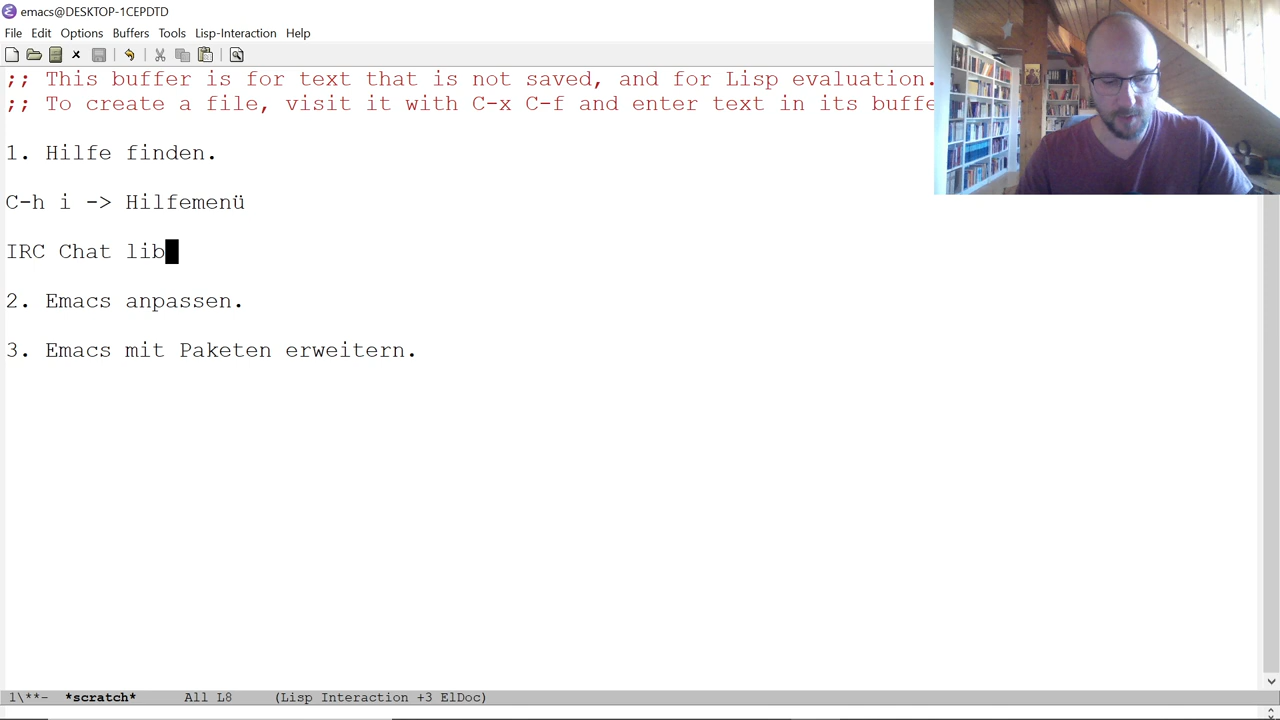 emacs@DESKTOP-1CEPDTD
File Edit Options Buffers Tools Lisp-Interaction Help
;; This buffer is for text that is not saved, and for Lisp evaluation.
;; To create a file, visit it with C-x C-f and enter text in its buffe
1. Hilfe finden.
C-h i -> Hilfemenü
IRC Chat lib
2. Emacs anpassen.
3. Emacs mit Paketen erweitern.
1\**- *scratch* All L8 (Lisp Interaction +3 ElDoc)